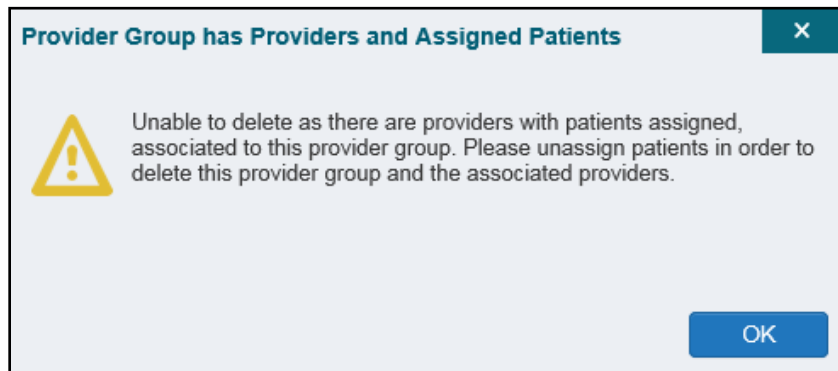 Provider Group has Providers and Assigned Patients
Unable to delete as there are providers with patients assigned,
associated to this provider group. Please unassign patients in order to
delete this provider group and the associated providers.
OK